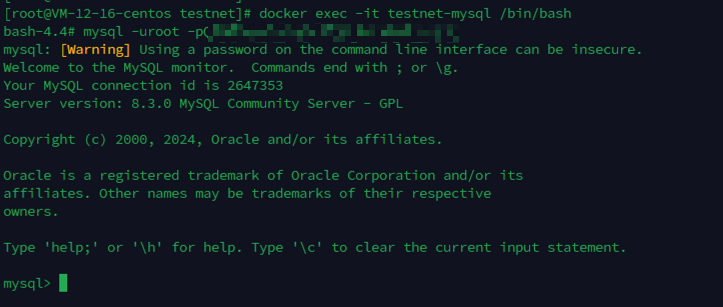 [root@VM-12-16-centos testnet]# docker exec -it testnet-mysql /bin/bash
bash-4.4# mysql -uroot -p
mysql: [Warning] Using a password on the command line interface can be insecure.
Welcome to the MySQL monitor.  Commands end with ; or \g.
Your MySQL connection id is 2647353
Server version: 8.3.0 MySQL Community Server - GPL

Copyright (c) 2000, 2024, Oracle and/or its affiliates.

Oracle is a registered trademark of Oracle Corporation and/or its
affiliates. Other names may be trademarks of their respective
owners.

Type 'help;' or '\h' for help. Type '\c' to clear the current input statement.

mysql>